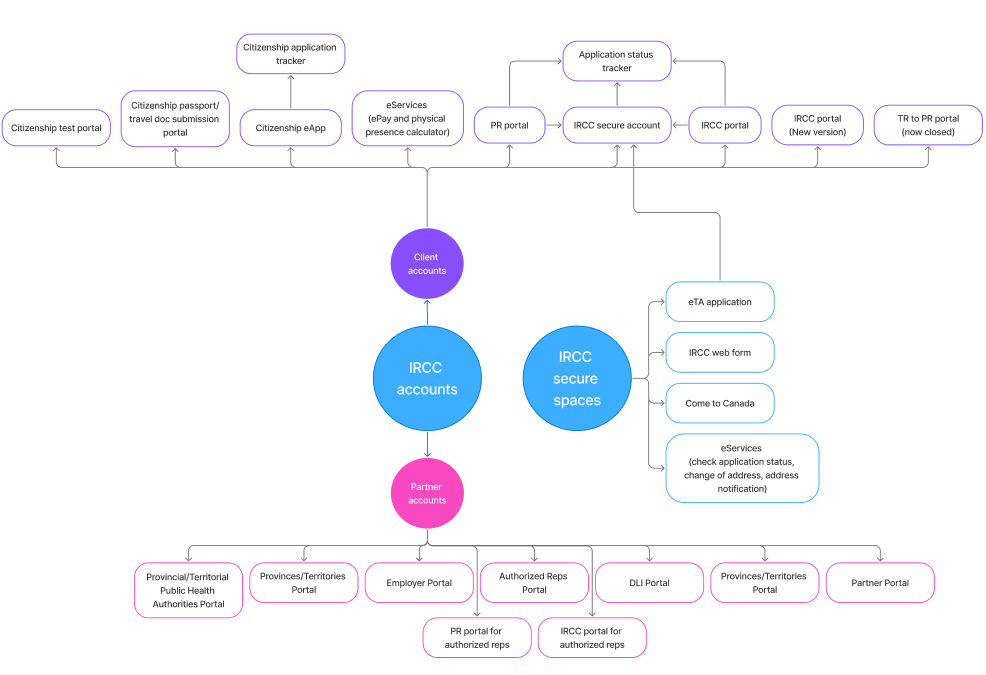 Citizenship application
tracker
Application status
tracker
Citizenship test portal
Citizenship passport/
travel doc submission
portal
Citizenship eApp
eServices
(ePay and physical
presence calculator)
PR portal
IRCC secure account
IRCC portal
IRCC portal
(New version)
TR to PR portal
(now closed)
Client
accounts
IRCC
accounts
IRCC
secure
spaces
eTA application
IRCC web form
Come to Canada
eServices
(check application status,
change of address, address
notification)
Partner
accounts
Provincial/Territorial
Public Health
Authorities Portal
Provinces/Territories
Portal
Employer Portal
Authorized Reps
Portal
DLI Portal
Provinces/Territories
Portal
Partner Portal
PR portal for
authorized reps
IRCC portal for
authorized reps